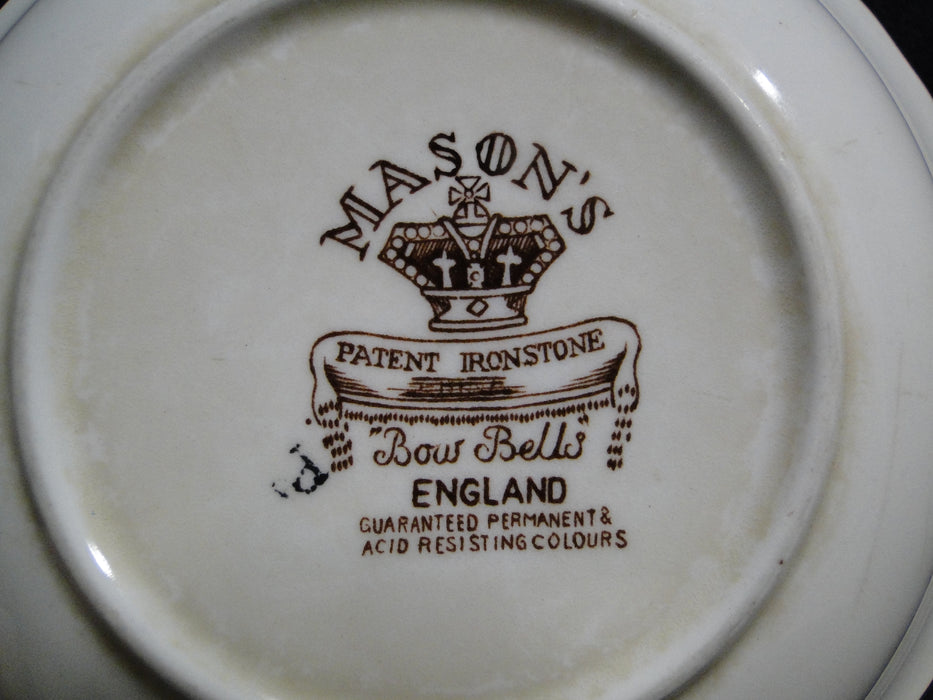 MASON'S
PATENT IRONSTONE
"Bow Bells"
ENGLAND
GUARANTEED PERMANENT &
ACID RESISTING COLOURS